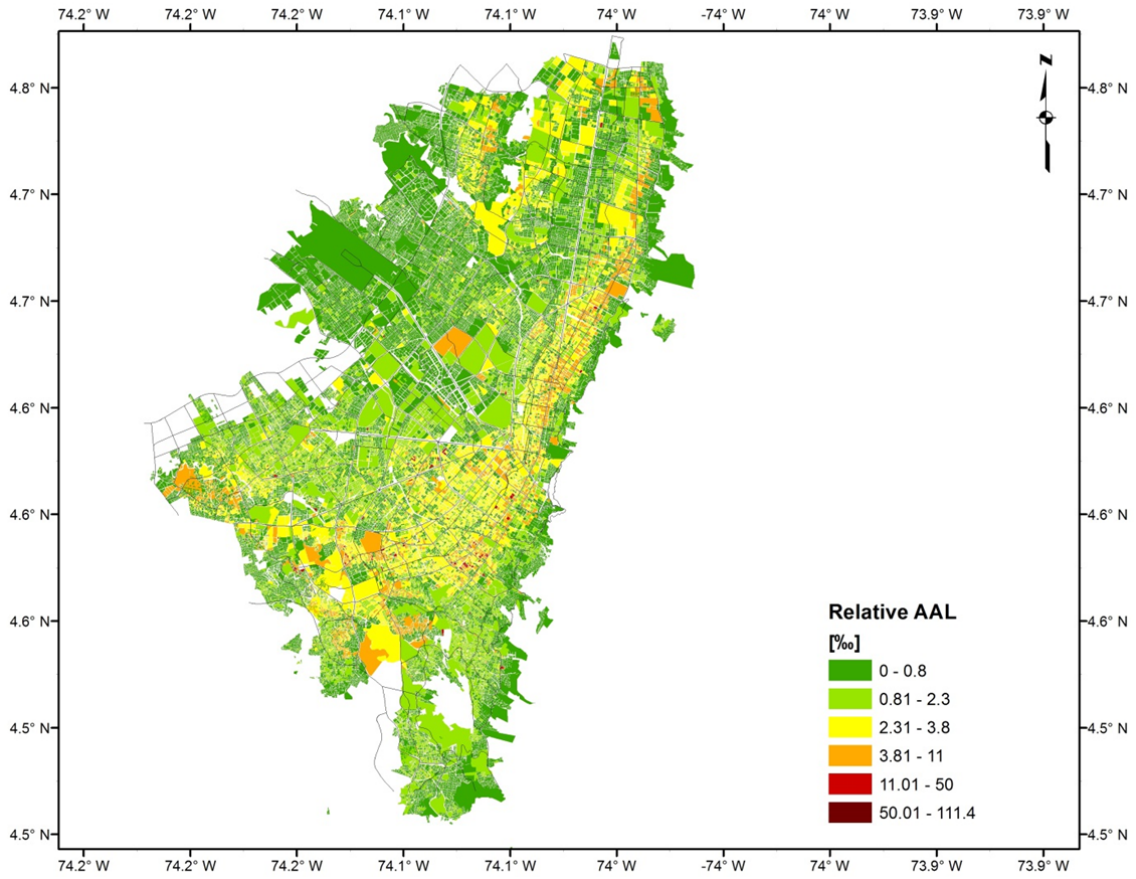 74.2° W 74.2° W 74.2° W 74.1° W 74.1° W 74° W -74° W 74° W 73.9° W 73.9° W
N
4.8° N 4.8° N
4.7° N 4.7° N
4.7° N 4.7° N
4.6° N 4.6° N
4.6° N 4.6° N
4.6° N 4.6° N
4.5° N 4.5° N
4.5° N 4.5° N
Relative AAL
[‰]
0 - 0.8
0.81 - 2.3
2.31 - 3.8
3.81 - 11
11.01 - 50
50.01 - 111.4
74.2° W 74.2° W 74.2° W 74.1° W 74.1° W 74° W -74° W 74° W 73.9° W 73.9° W